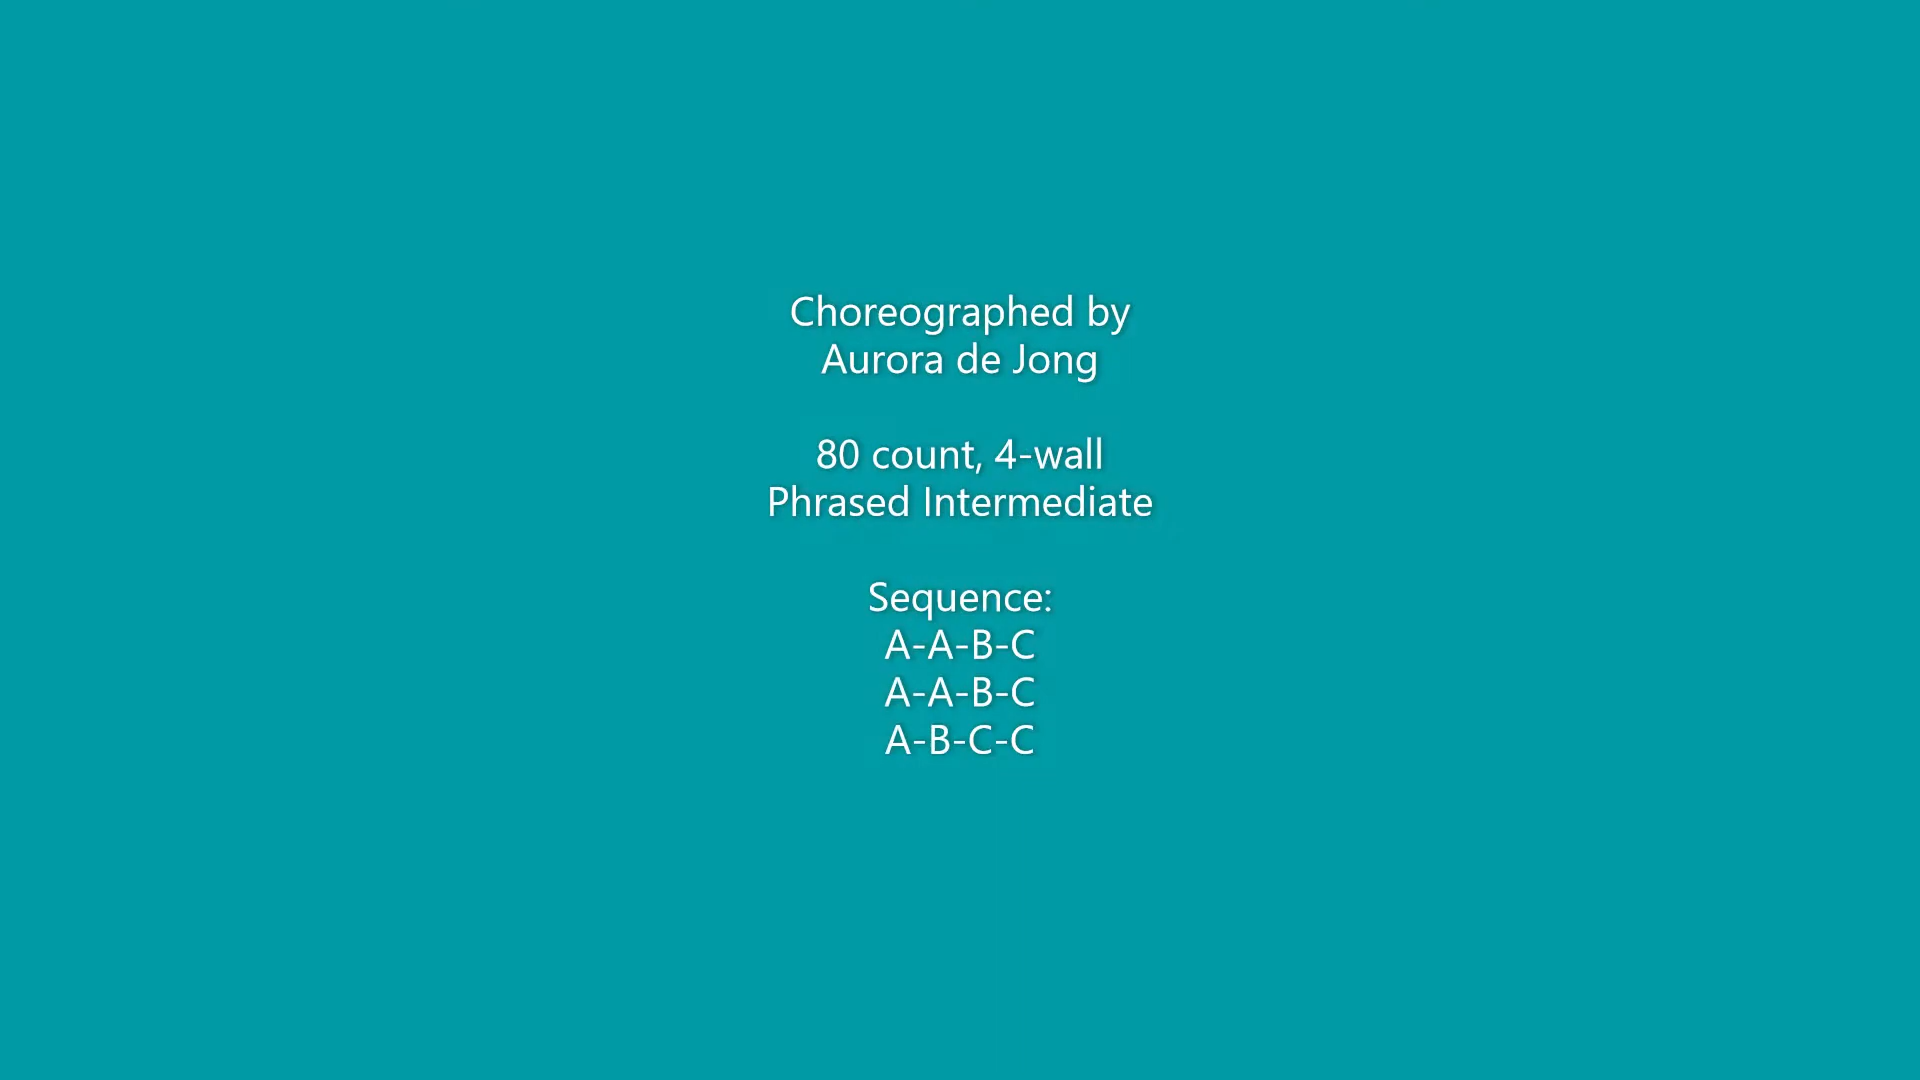 Choreographed by
Aurora de Jong
80 count, 4-wall
Phrased Intermediate
Sequence:
A-A-B-C
A-A-B-C
A-B-C-C